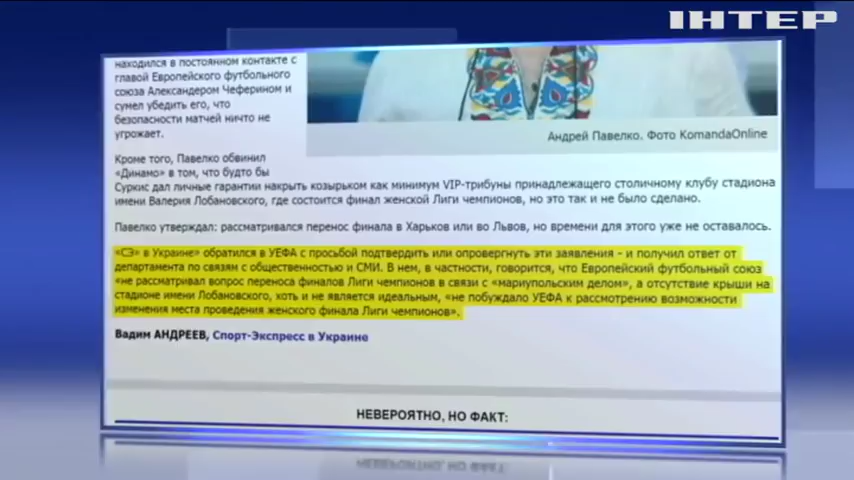 ІНТЕР
находился в постоянном контакте с
главой Европейского футбольного
союза Александером Чеферином и
сумел убедить его, что
безопасности матчей ничто не
угрожает.
Андрей Павелко. Фото KomandaOnline
Кроме того, Павелко обвинил
«Динамо» в том, что будто бы
Суркис дал личные гарантии накрыть козырьком как минимум VIP-трибуны принадлежащего столичному клубу стадиона
имени Валерия Лобановского, где состоится финал женской Лиги чемпионов, но это так и не было сделано.
Павелко утверждал: рассматривался перенос финала в Харьков или во Львов, но времени для этого уже не оставалось.
«СЭ» в Украине» обратился в УЕФА с просьбой подтвердить или опровергнуть эти заявления - и получил ответ от
департамента по связям с общественностью и СМИ. В нем, в частности, говорится, что Европейский футбольный союз
«не рассматривал вопрос переноса финалов Лиги чемпионов в связи с «мариупольским делом», а отсутствие крыши на
стадионе имени Лобановского, хоть и не является идеальным, «не побуждало УЕФА к рассмотрению возможности
изменения места проведения женского финала Лиги чемпионов».
Вадим АНДРЕЕВ, Спорт-Экспресс в Украине
НЕВЕРОЯТНО, НО ФАКТ: